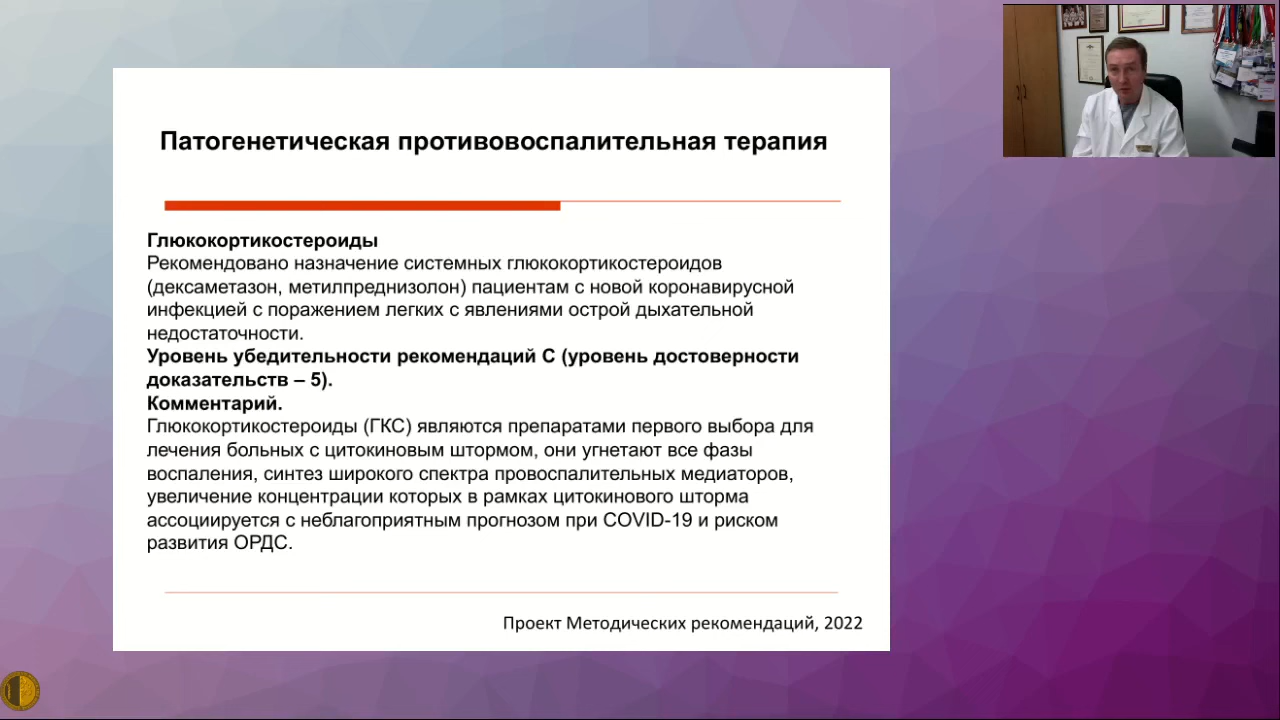 Патогенетическая противовоспалительная терапия
Глюкокортикостероиды
Рекомендовано назначение системных глюкокортикостероидов
(дексаметазон, метилпреднизолон) пациентам с новой коронавирусной
инфекцией с поражением легких с явлениями острой дыхательной
недостаточности.
Уровень убедительности рекомендаций С (уровень достоверности
доказательств – 5).
Комментарий.
Глюкокортикостероиды (ГКС) являются препаратами первого выбора для
лечения больных с цитокиновым штормом, они угнетают все фазы
воспаления, синтез широкого спектра провоспалительных медиаторов,
увеличение концентрации которых в рамках цитокинового шторма
ассоциируется с неблагоприятным прогнозом при COVID-19 и риском
развития ОРДС.
Проект Методических рекомендаций, 2022